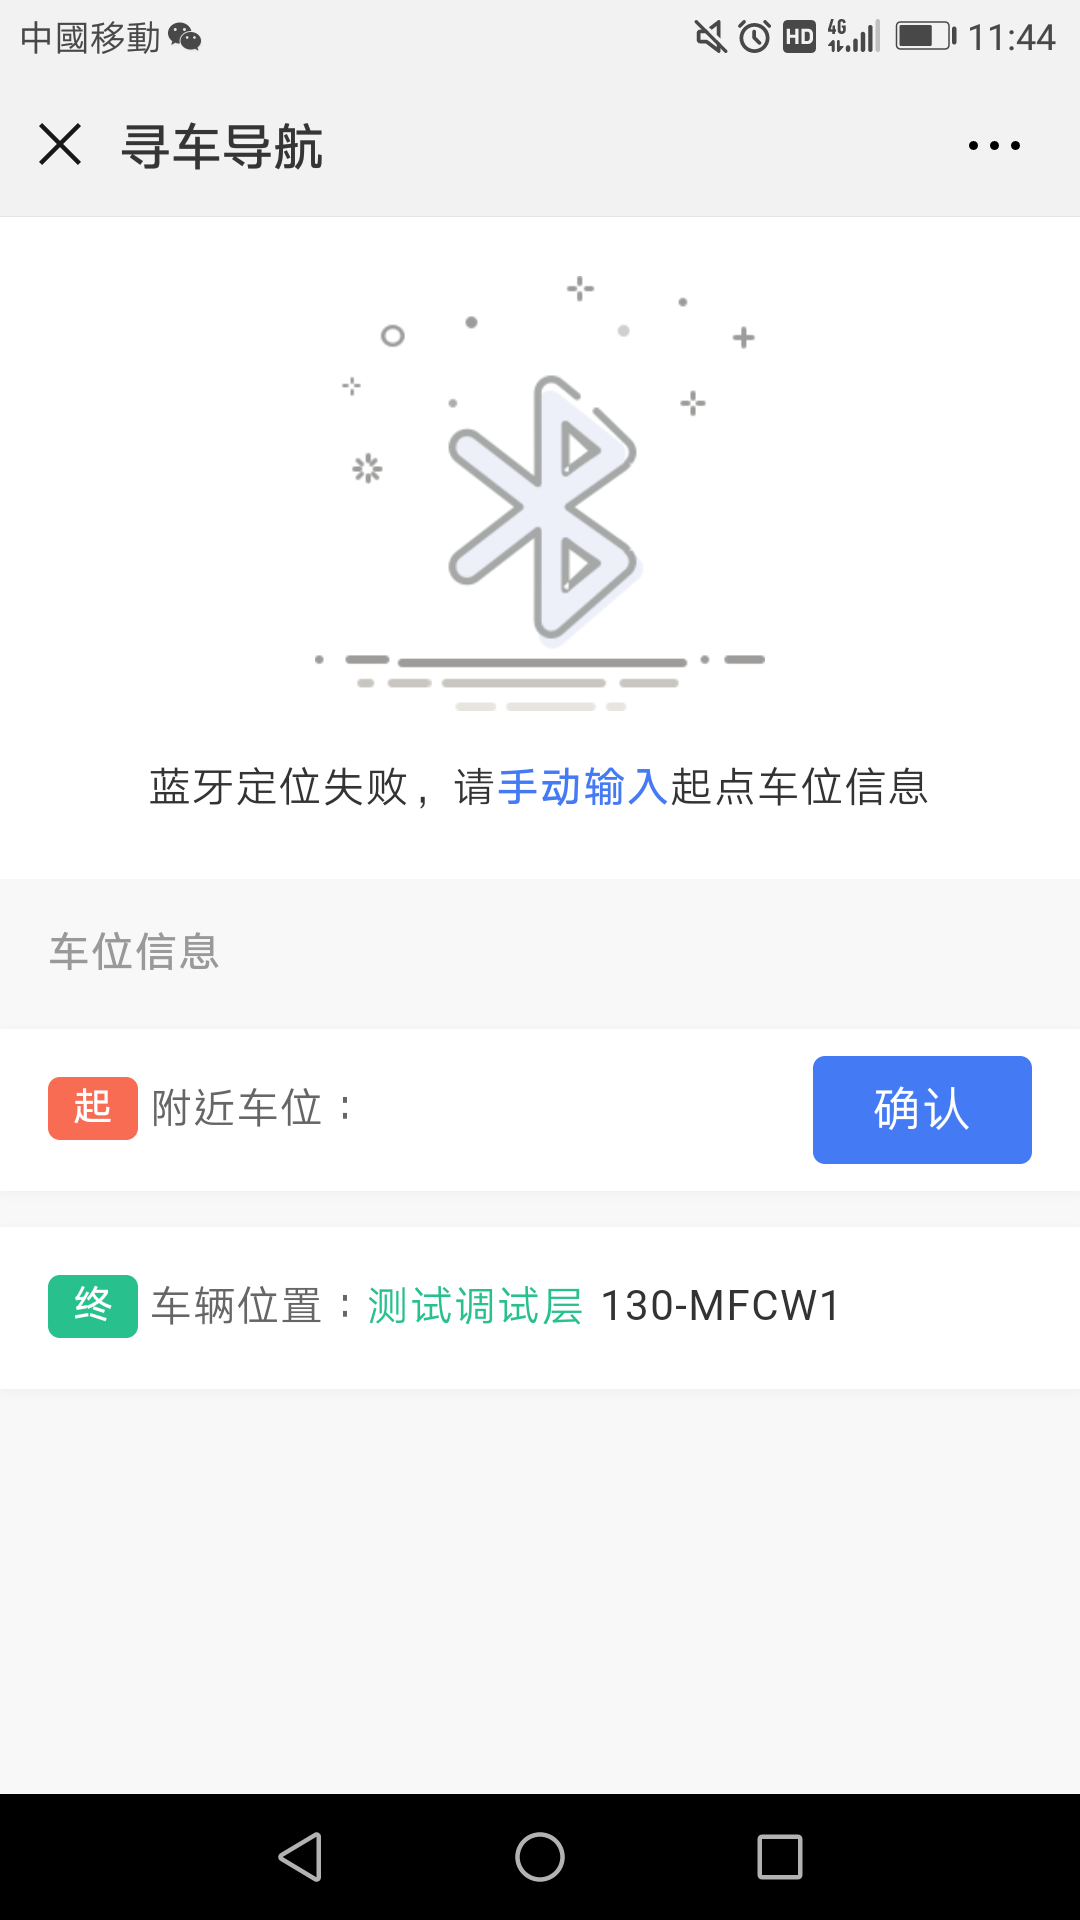 中國移動 HD 4G 11:44
寻车导航
蓝牙定位失败，请手动输入起点车位信息
车位信息
起 附近车位： 确认
终 车辆位置：测试调试层 130-MFCW1